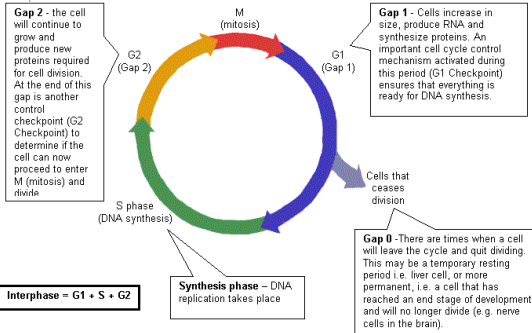 Gap 2 - the cell
will continue to
grow and
produce new
proteins required
for cell division.
At the end of this
gap is another
control
checkpoint (G2
Checkpoint) to
determine if the
cell can now
proceed to enter
M (mitosis) and
divide
M
(mitosis)
G2
(Gap 2)
G1
(Gap 1)
Gap 1 - Cells increase in
size, produce RNA and
synthesize proteins. An
important cell cycle control
mechanism activated during
this period (G1 Checkpoint)
ensures that everything is
ready for DNA synthesis.
Cells that
ceases
division
S phase
(DNA synthesis)
Gap 0 -There are times when a cell
will leave the cycle and quit dividing.
This may be a temporary resting
period i.e. liver cell, or more
permanent, i.e. a cell that has
reached an end stage of development
and will no longer divide (e.g. nerve
cells in the brain).
Synthesis phase – DNA
replication takes place
Interphase = G1 + S + G2